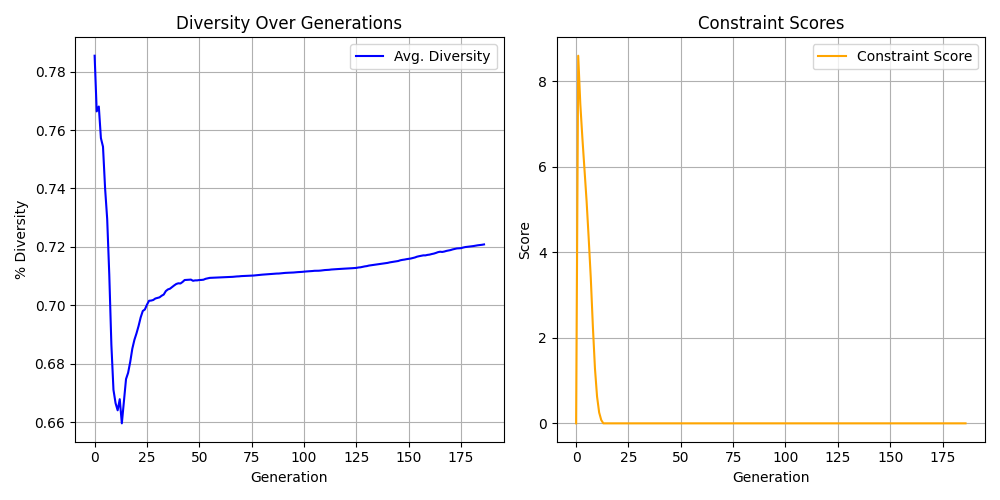 Diversity Over Generations
Avg. Diversity
% Diversity
0.78
0.76
0.74
0.72
0.70
0.68
0.66
0 25 50 75 100 125 150 175
Generation
Constraint Scores
Constraint Score
Score
8
6
4
2
0
0 25 50 75 100 125 150 175
Generation